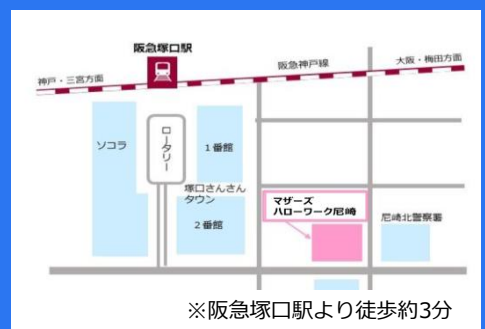 阪急塚口駅
神戸・三宮方面
阪急神戸線
大阪・梅田方面
ソコラ
ロータリー
1番館
塚口さんさん
タウン
2番館
マザーズ
ハローワーク尼崎
尼崎北警察署
※阪急塚口駅より徒歩約3分